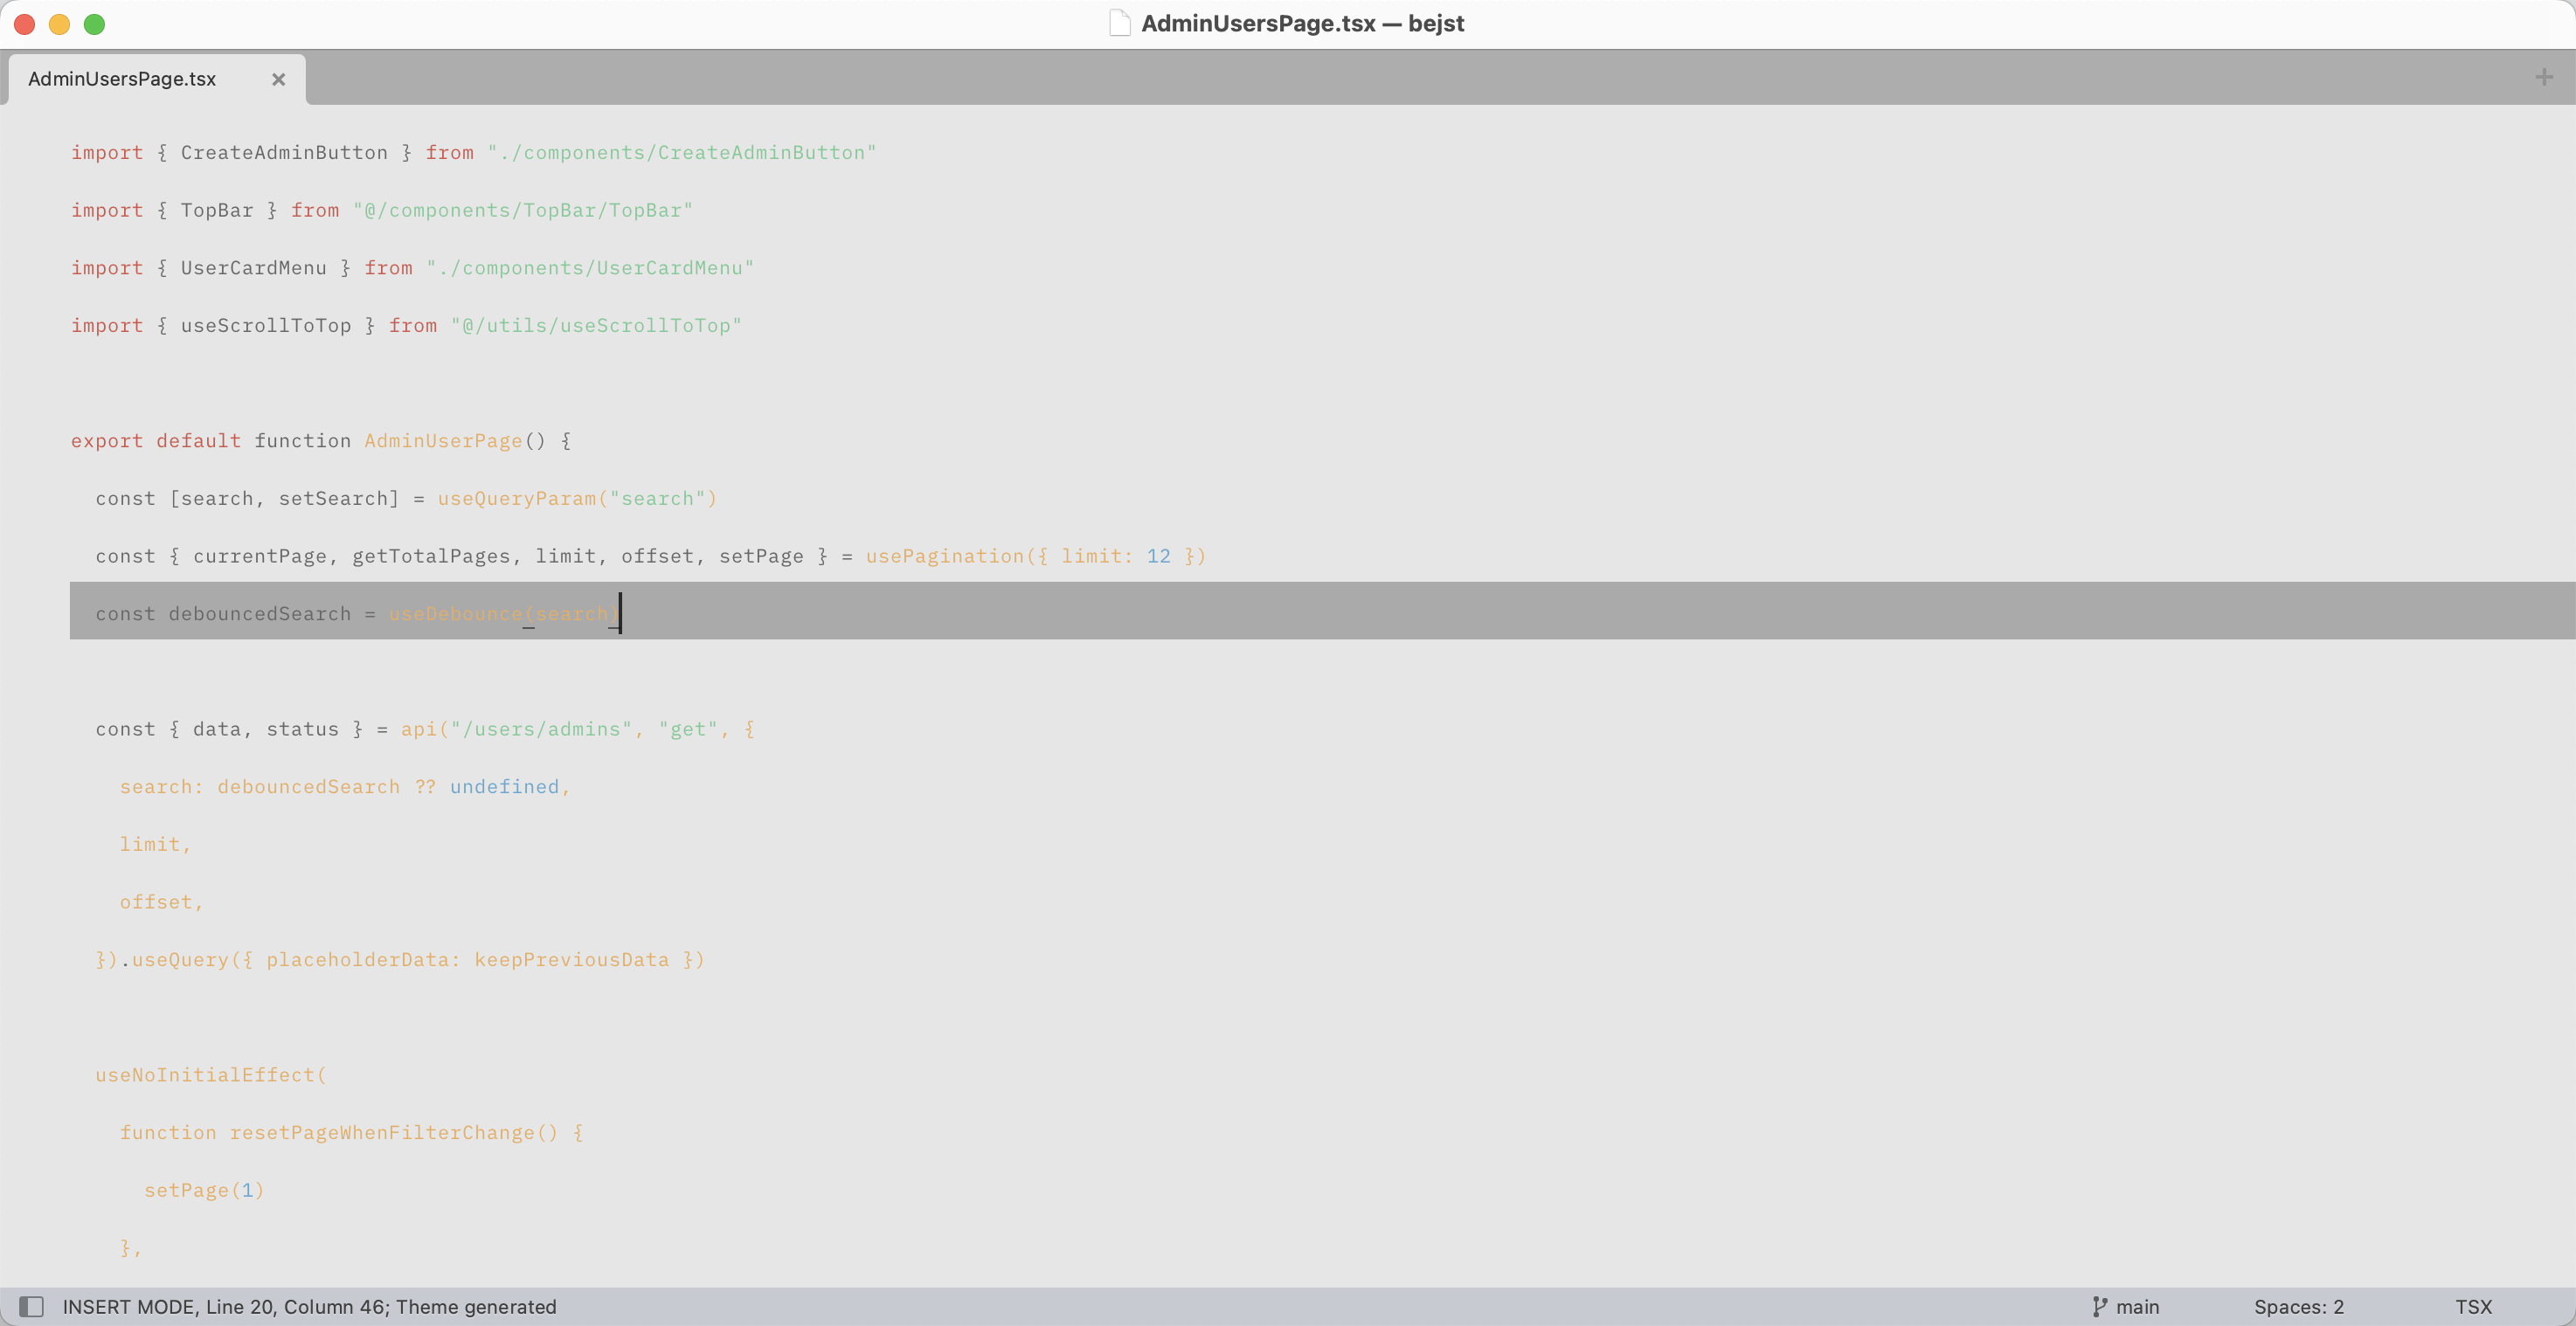 AdminUsersPage.tsx — bejst
AdminUsersPage.tsx
import { CreateAdminButton } from "./components/CreateAdminButton"
import { TopBar } from "@/components/TopBar/TopBar"
import { UserCardMenu } from "./components/UserCardMenu"
import { useScrollToTop } from "@/utils/useScrollToTop"
export default function AdminUserPage() {
const [search, setSearch] = useQueryParam("search")
const { currentPage, getTotalPages, limit, offset, setPage } = usePagination({ limit: 12 })
const debouncedSearch = useDebounce(search)
const { data, status } = api("/users/admins", "get", {
search: debouncedSearch ?? undefined,
limit,
offset,
}).useQuery({ placeholderData: keepPreviousData })
useNoInitialEffect(
function resetPageWhenFilterChange() {
setPage(1)
},
INSERT MODE, Line 20, Column 46; Theme generated
main
Spaces: 2
TSX